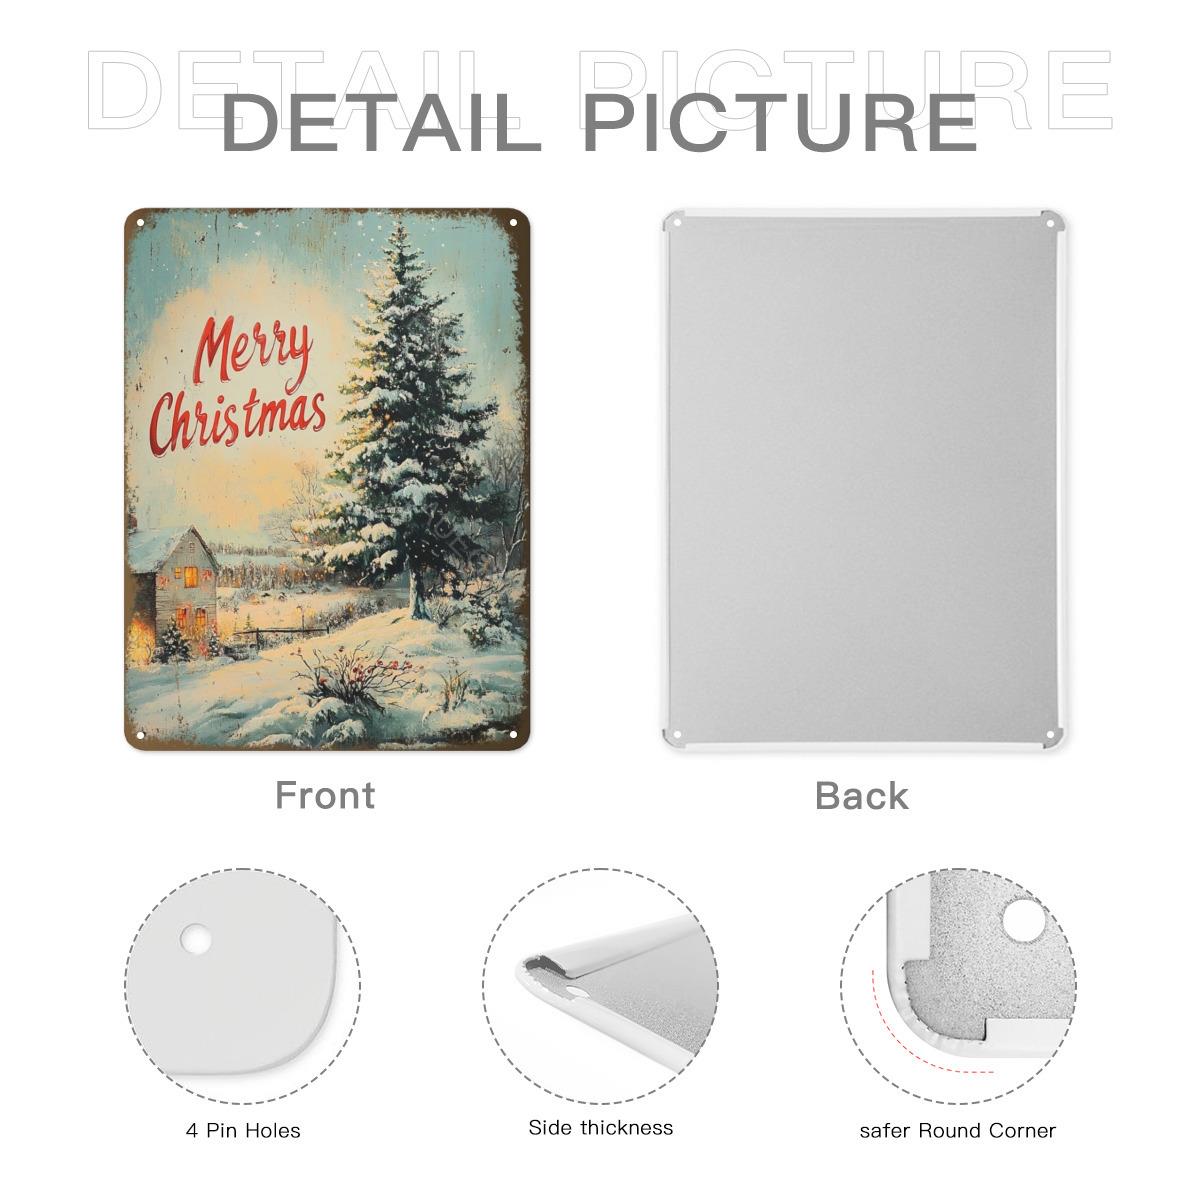 DETAIL PICTURE
DETAIL PICTURE
Merry
Christmas
Front
Back
4 Pin Holes
Side thickness
safer Round Corner